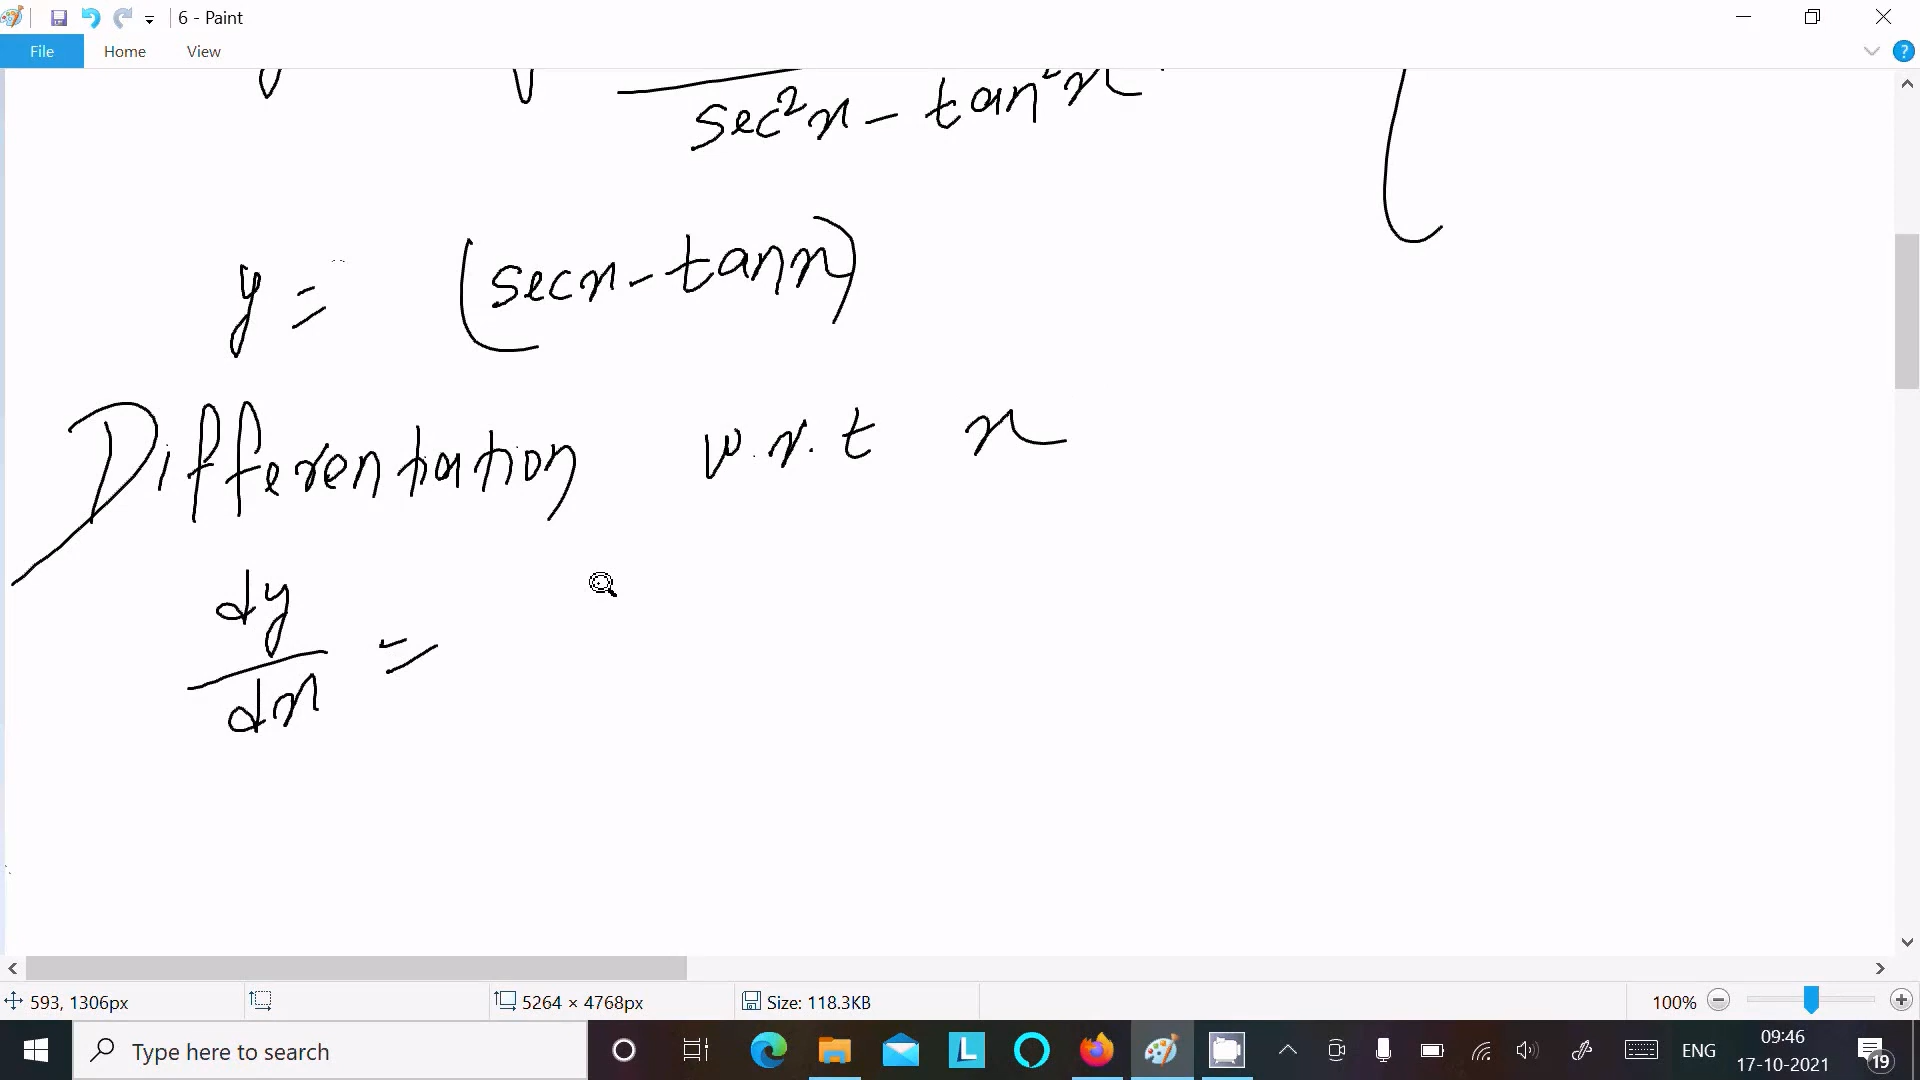 6 - Paint
File Home View
sec²x - tan²x
y = (secx - tanx)
Differentiation w.r.t x
dy
dx =
593, 1306px 5264 × 4768px Size: 118.3KB 100%
Type here to search
ENG
09:46
17-10-2021
19